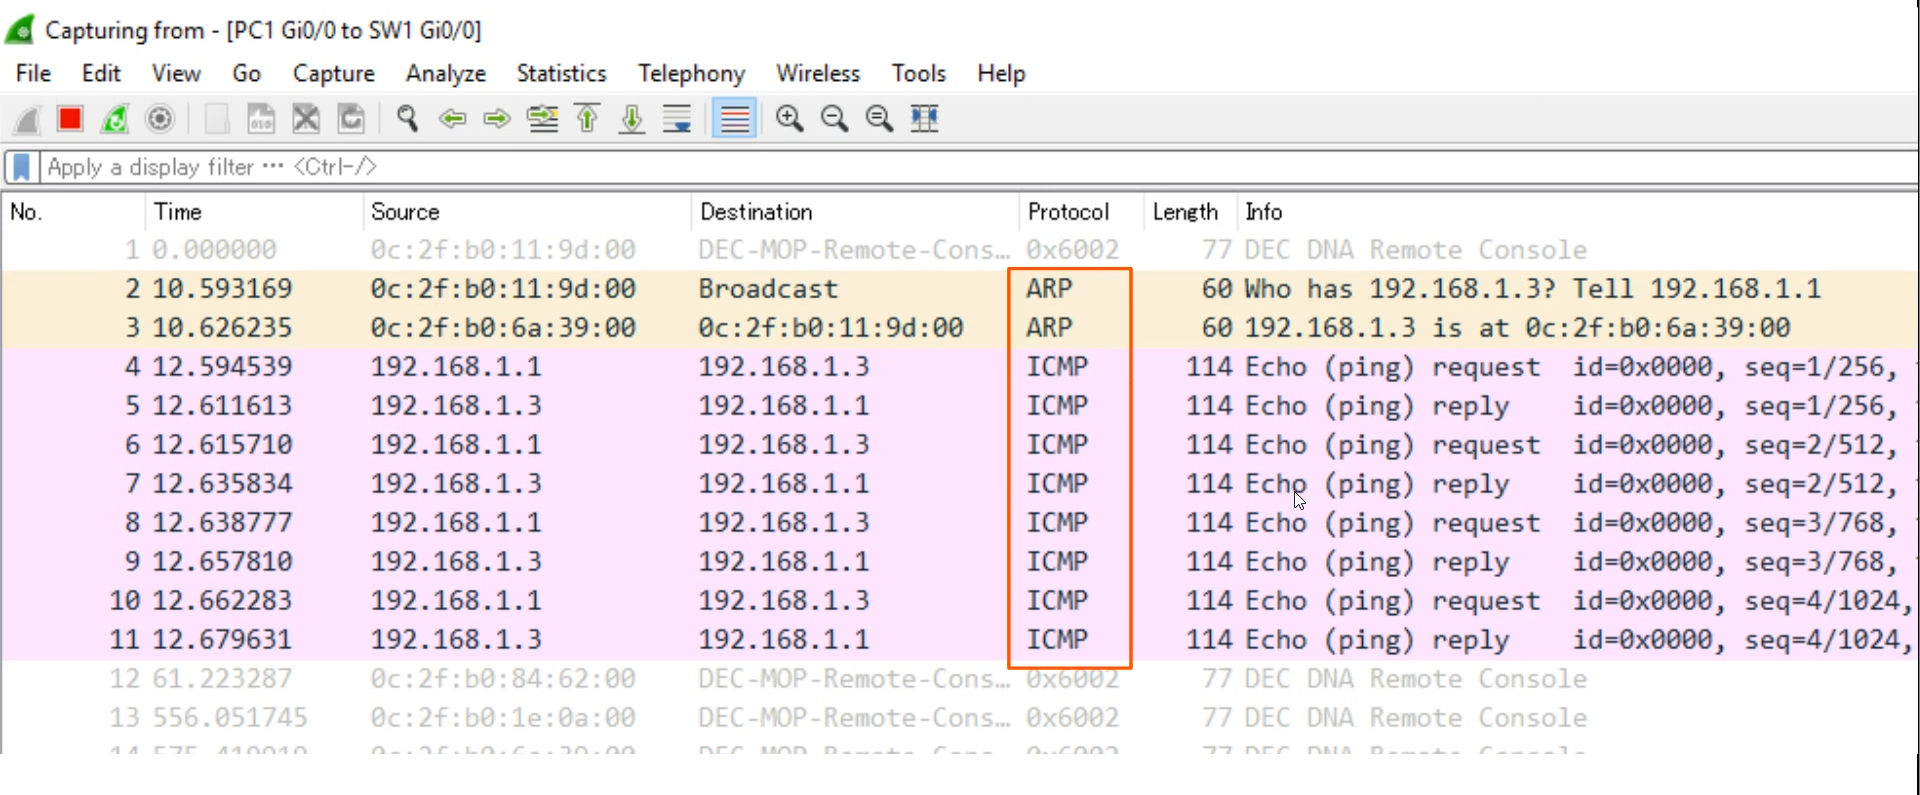 Capturing from - [PC1 Gi0/0 to SW1 Gi0/0]
File Edit View Go Capture Analyze Statistics Telephony Wireless Tools Help
Apply a display filter ··· <Ctrl-/>
No. Time Source Destination Protocol Length Info
1 0.000000 0c:2f:b0:11:9d:00 DEC-MOP-Remote-Cons… 0x6002 77 DEC DNA Remote Console
2 10.593169 0c:2f:b0:11:9d:00 Broadcast ARP 60 Who has 192.168.1.3? Tell 192.168.1.1
3 10.626235 0c:2f:b0:6a:39:00 0c:2f:b0:11:9d:00 ARP 60 192.168.1.3 is at 0c:2f:b0:6a:39:00
4 12.594539 192.168.1.1 192.168.1.3 ICMP 114 Echo (ping) request id=0x0000, seq=1/256,
5 12.611613 192.168.1.3 192.168.1.1 ICMP 114 Echo (ping) reply id=0x0000, seq=1/256,
6 12.615710 192.168.1.1 192.168.1.3 ICMP 114 Echo (ping) request id=0x0000, seq=2/512,
7 12.635834 192.168.1.3 192.168.1.1 ICMP 114 Echo (ping) reply id=0x0000, seq=2/512,
8 12.638777 192.168.1.1 192.168.1.3 ICMP 114 Echo (ping) request id=0x0000, seq=3/768,
9 12.657810 192.168.1.3 192.168.1.1 ICMP 114 Echo (ping) reply id=0x0000, seq=3/768,
10 12.662283 192.168.1.1 192.168.1.3 ICMP 114 Echo (ping) request id=0x0000, seq=4/1024,
11 12.679631 192.168.1.3 192.168.1.1 ICMP 114 Echo (ping) reply id=0x0000, seq=4/1024,
12 61.223287 0c:2f:b0:84:62:00 DEC-MOP-Remote-Cons… 0x6002 77 DEC DNA Remote Console
13 556.051745 0c:2f:b0:1e:0a:00 DEC-MOP-Remote-Cons… 0x6002 77 DEC DNA Remote Console